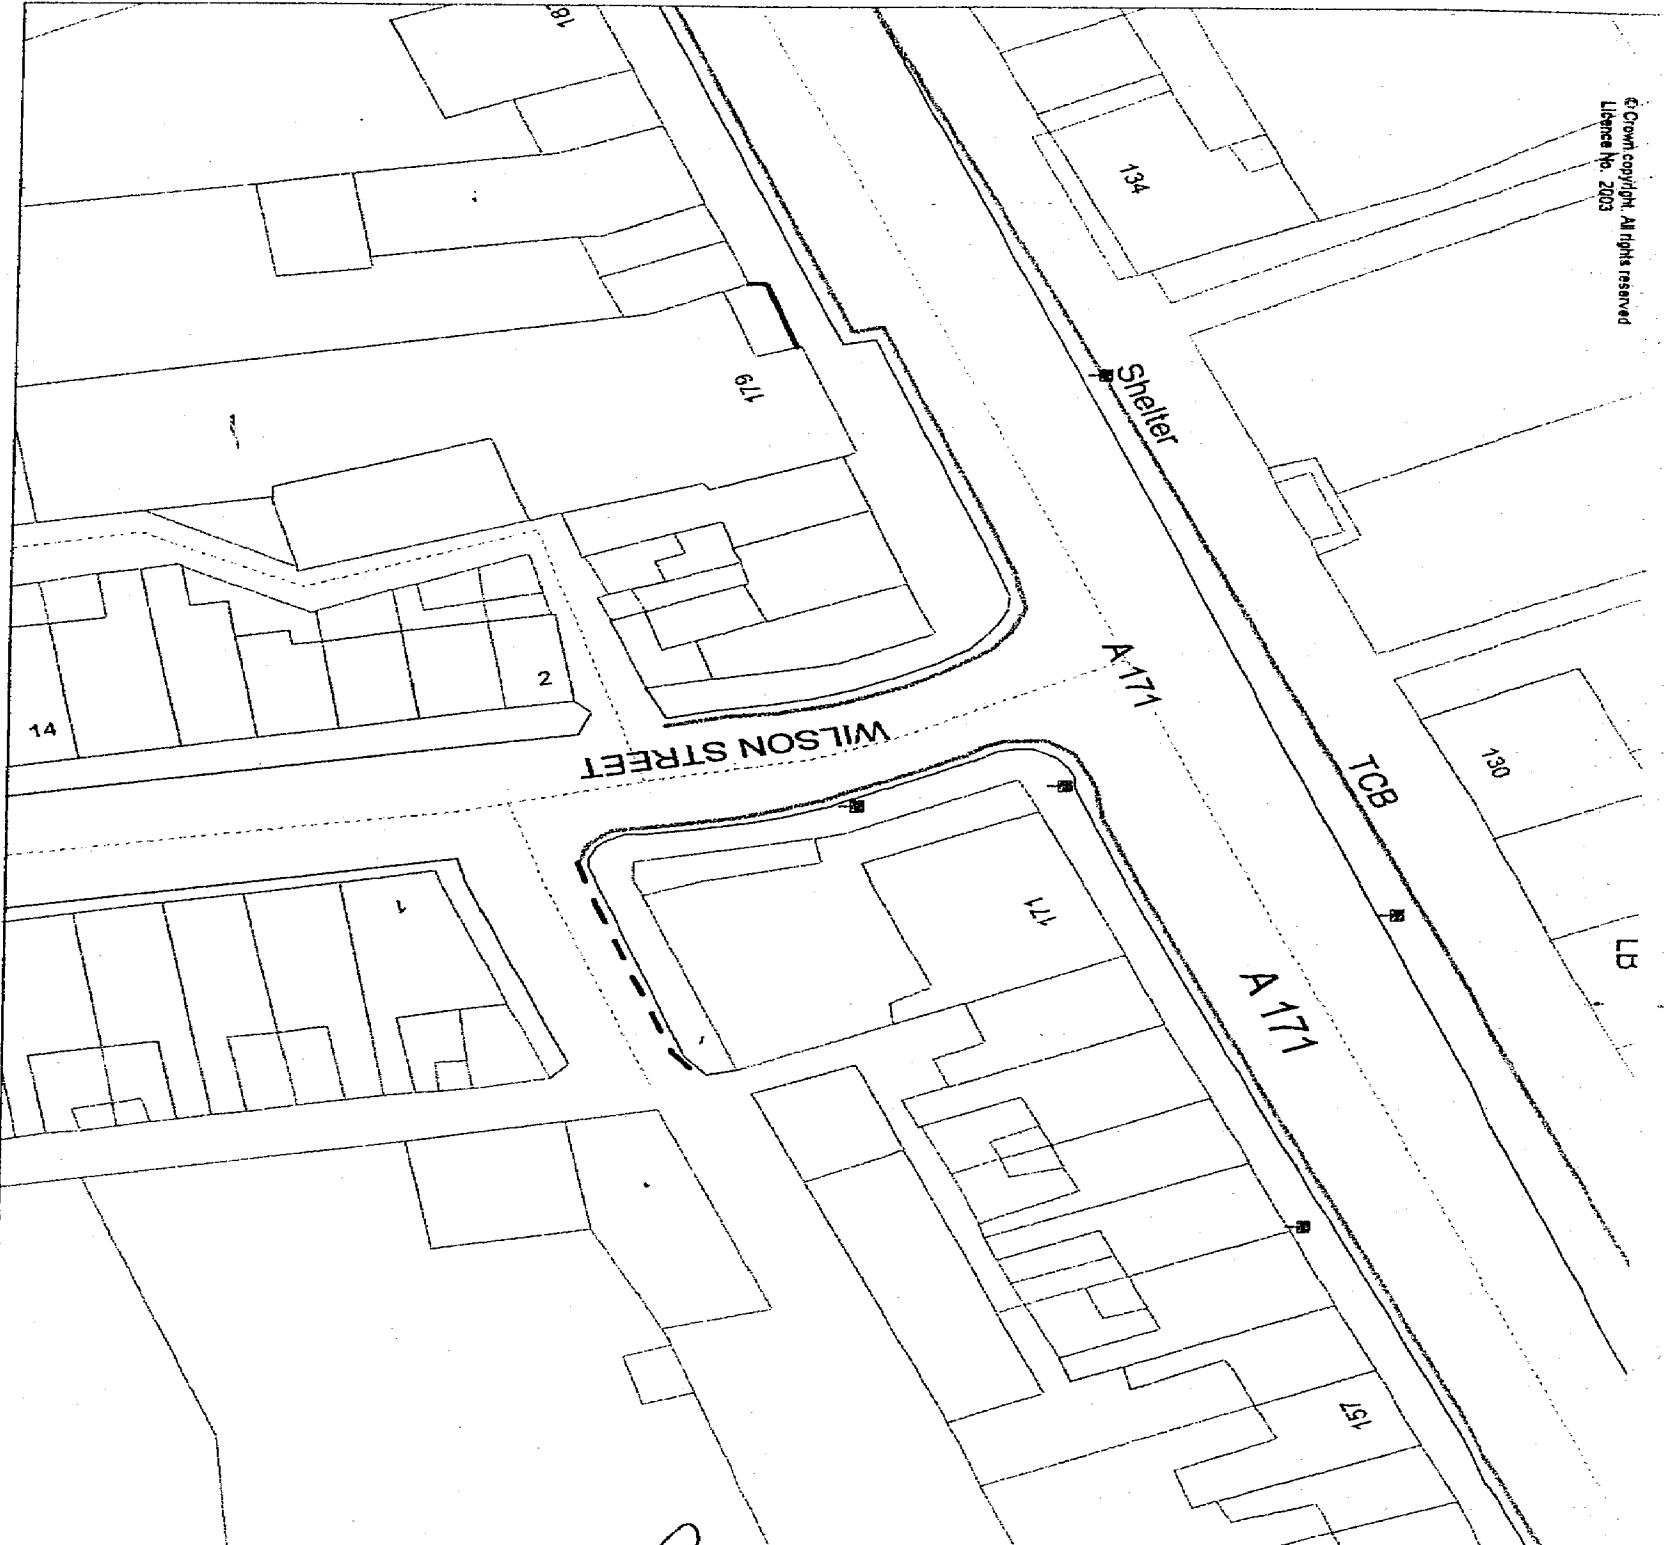 © Crown copyright. All rights reserved
Licence No. 2003
187
134
179
Shelter
A 171
2
14
WILSON STREET
TCB
130
LB
1
171
A 171
157